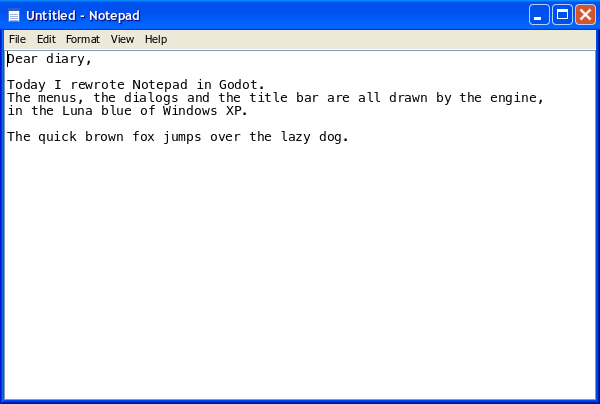 Untitled - Notepad
File Edit Format View Help
Dear diary,
Today I rewrote Notepad in Godot.
The menus, the dialogs and the title bar are all drawn by the engine,
in the Luna blue of Windows XP.
The quick brown fox jumps over the lazy dog.